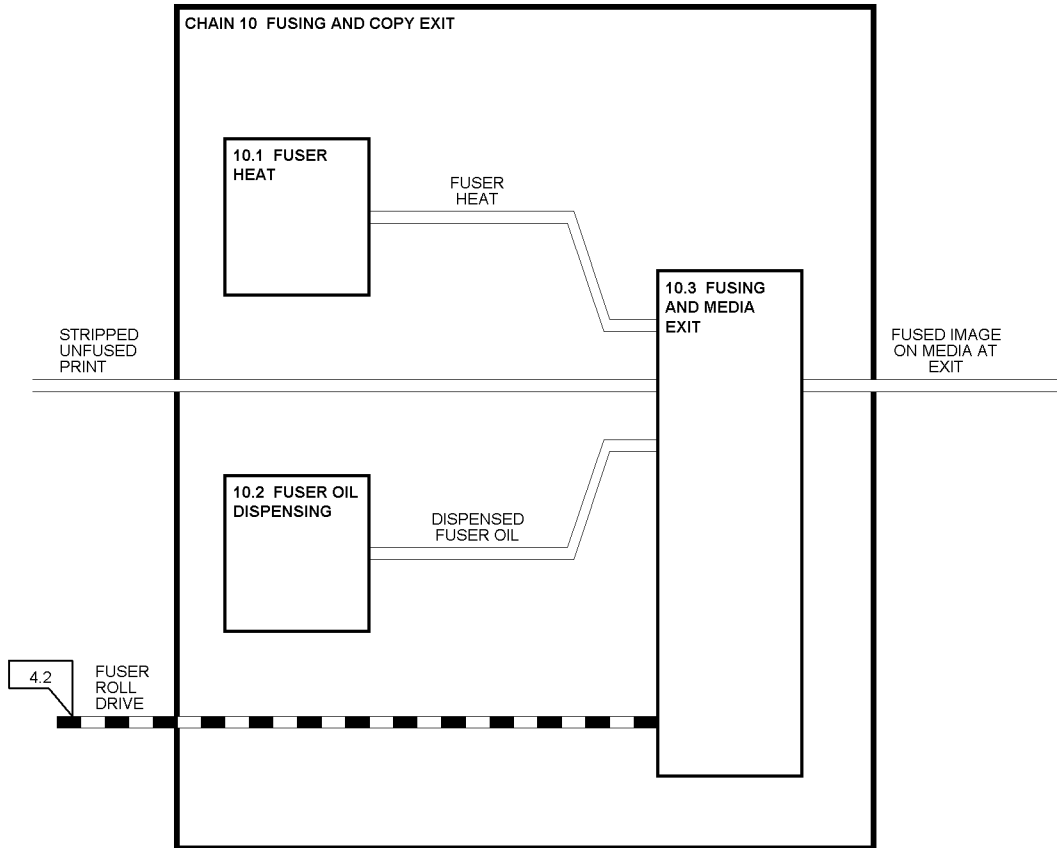 CHAIN 10 FUSING AND COPY EXIT
10.1 FUSER
HEAT
FUSER
HEAT
10.3 FUSING
AND MEDIA
EXIT
STRIPPED
UNFUSED
PRINT
FUSED IMAGE
ON MEDIA AT
EXIT
10.2 FUSER OIL
DISPENSING
DISPENSED
FUSER OIL
4.2
FUSER
ROLL
DRIVE